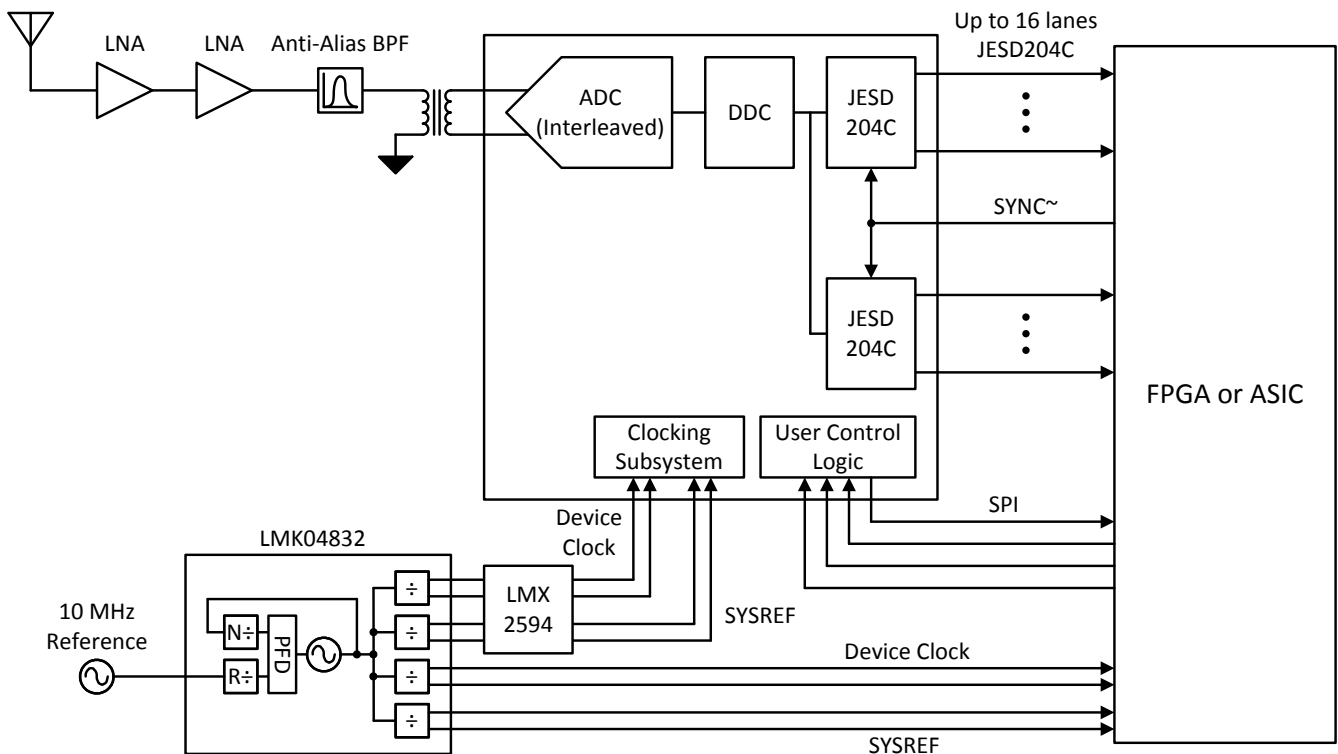 Up to 16 lanes
JESD204C
LNA
LNA
Anti-Alias BPF
ADC
(Interleaved)
DDC
JESD
204C
SYNC~
JESD
204C
FPGA or ASIC
Clocking
Subsystem
User Control
Logic
SPI
Device
Clock
LMK04832
LMX
2594
SYSREF
10 MHz
Reference
N÷
R÷
PFD
÷
÷
÷
÷
Device Clock
SYSREF